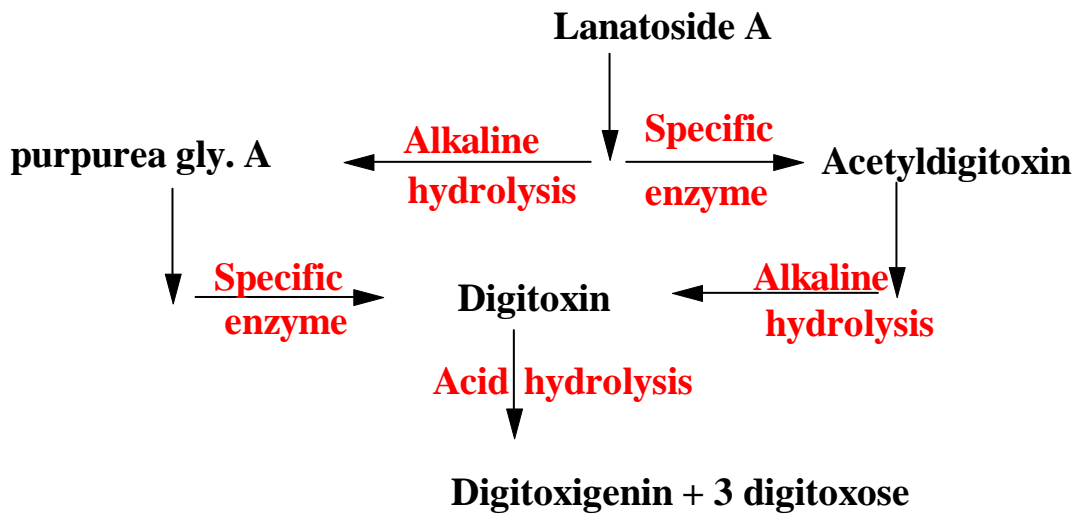 Lanatoside A
Alkaline
hydrolysis
Specific
enzyme
purpurea gly. A
Acetyldigitoxin
Specific
enzyme
Digitoxin
Alkaline
hydrolysis
Acid hydrolysis
Digitoxigenin + 3 digitoxose